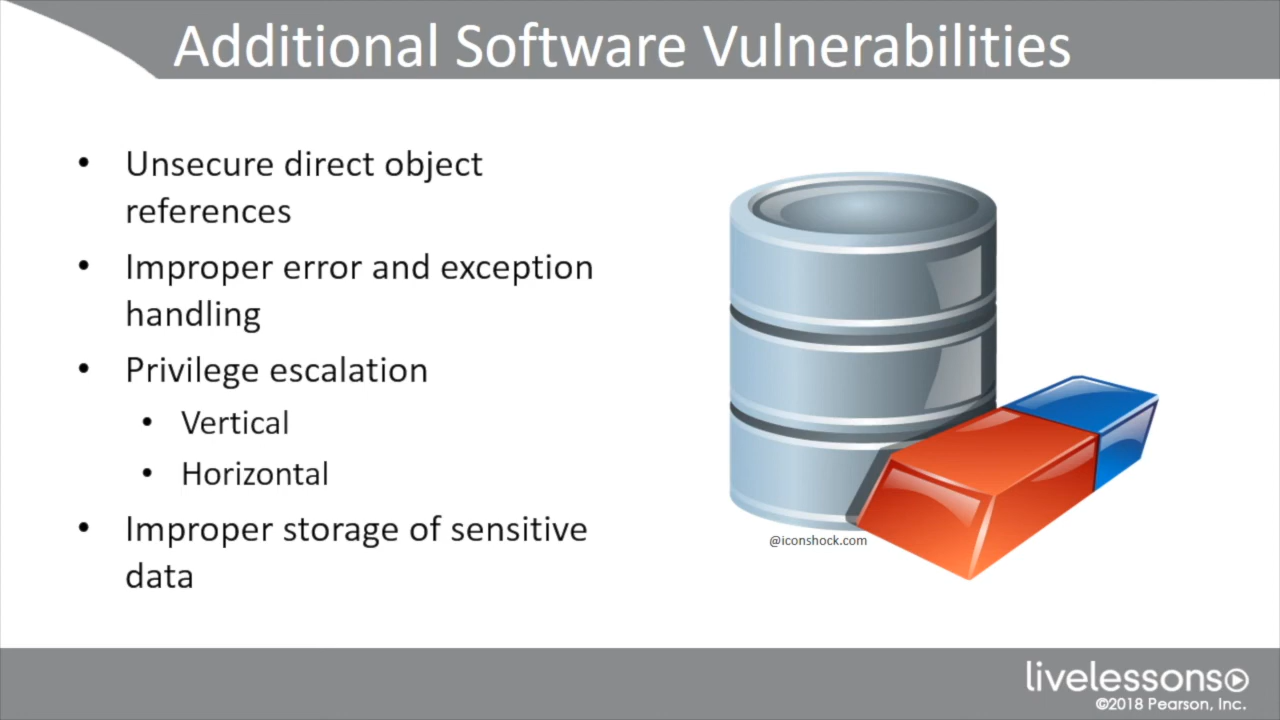 Additional Software Vulnerabilities
• Unsecure direct object
references
• Improper error and exception
handling
• Privilege escalation
• Vertical
• Horizontal
• Improper storage of sensitive
data
@iconshock.com
livelessons
©2018 Pearson, Inc.